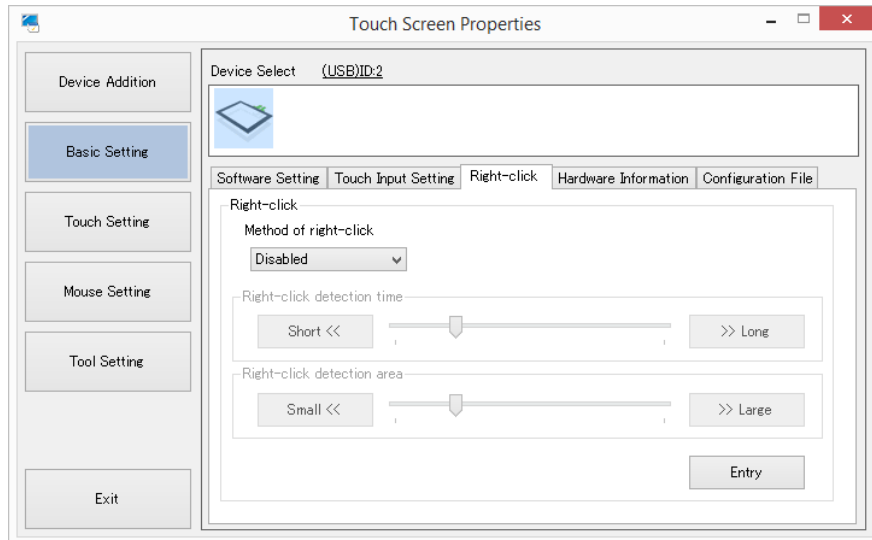 Touch Screen Properties
Device Addition
Basic Setting
Touch Setting
Mouse Setting
Tool Setting
Exit
Device Select (USB)ID:2
Software Setting Touch Input Setting Right-click Hardware Information Configuration File
Right-click
Method of right-click
Disabled
Right-click detection time
Short << >> Long
Right-click detection area
Small << >> Large
Entry